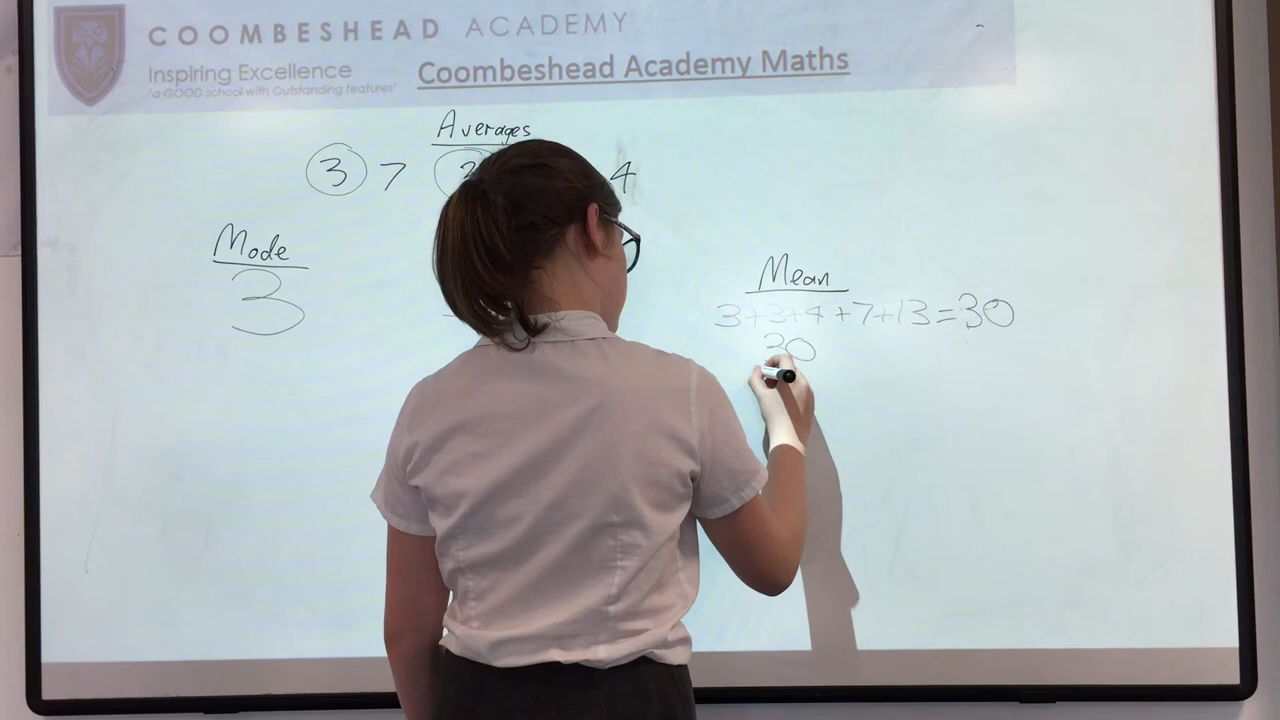 COOMBESHEAD ACADEMY
Inspiring Excellence
'a GOOD school with Outstanding features'
Coombeshead Academy Maths
Averages
3 7 3 4
Mode
3
Mean
3+3+4+7+13=30
30